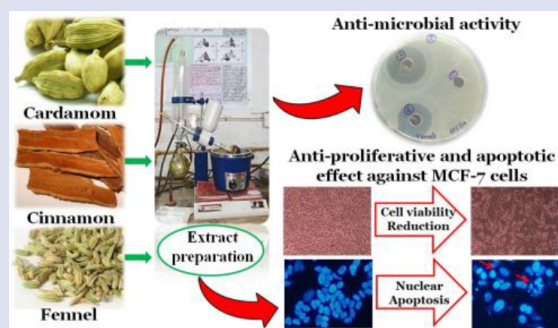 Anti-microbial activity
Cardamom
Anti-proliferative and apoptotic
effect against MCF-7 cells
Cinnamon
Cell viability
Reduction
Extract
preparation
Nuclear
Apoptosis
Fennel